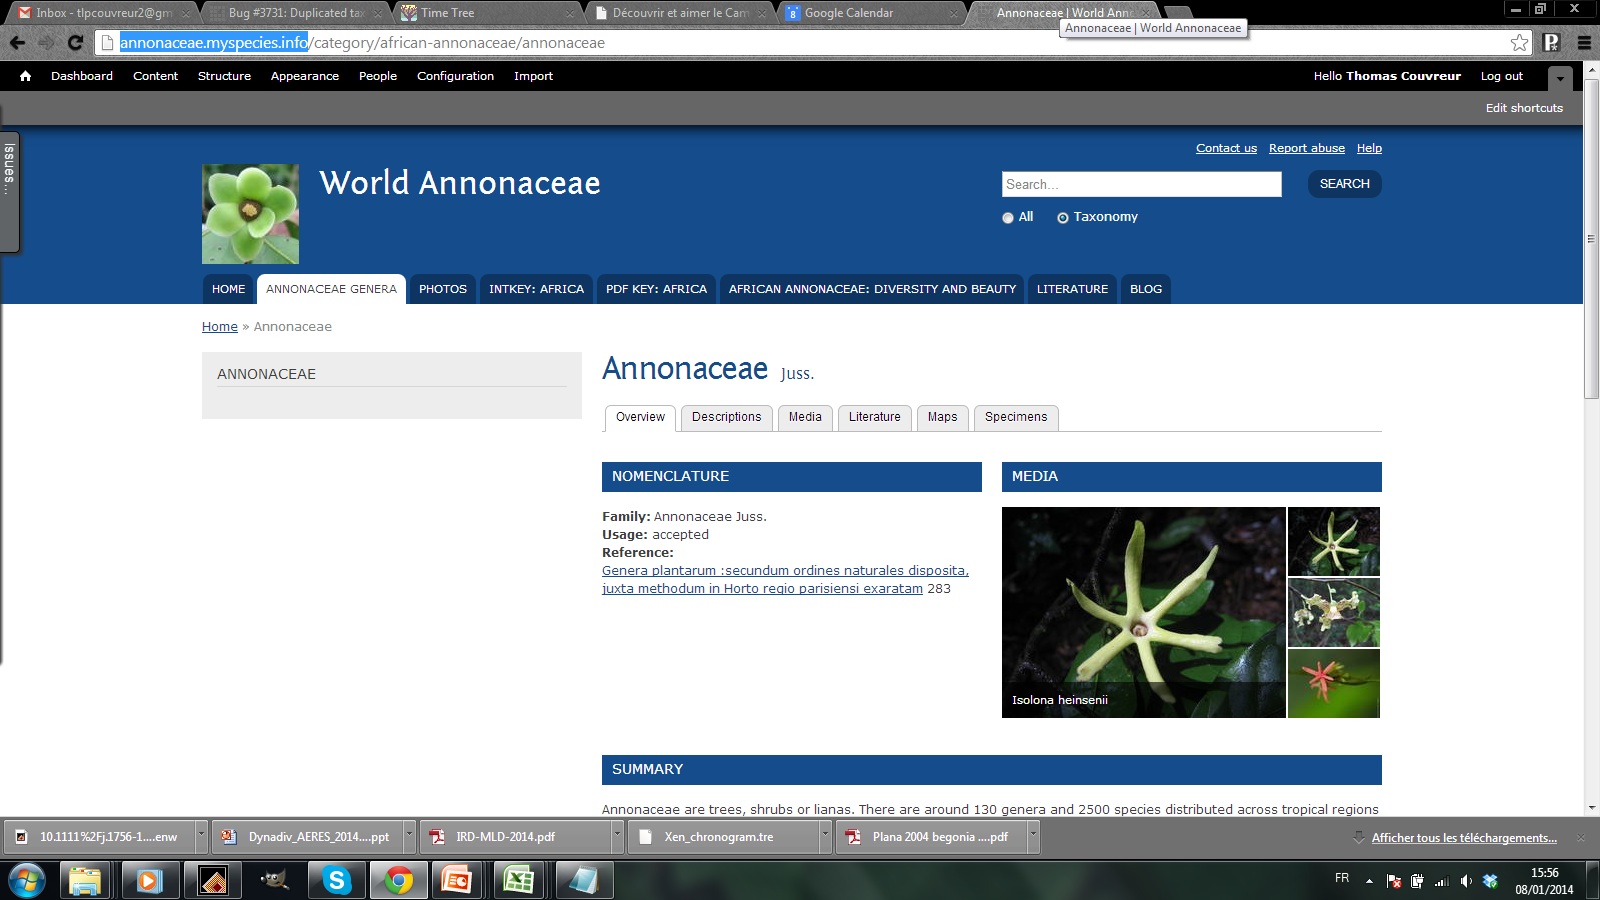 Inbox - tlpcouvreur2@gm
Bug #3731: Duplicated tax
Time Tree
Découvrir et aimer le Cam
Google Calendar
Annonaceae | World Anno
Annonaceae | World Annonaceae
annonaceae.myspecies.info/category/african-annonaceae/annonaceae
Dashboard Content Structure Appearance People Configuration Import
Hello Thomas Couvreur Log out
Edit shortcuts
Issues...
Contact us Report abuse Help
World Annonaceae
Search...
SEARCH
All Taxonomy
HOME ANNONACEAE GENERA PHOTOS INTKEY: AFRICA PDF KEY: AFRICA AFRICAN ANNONACEAE: DIVERSITY AND BEAUTY LITERATURE BLOG
Home » Annonaceae
ANNONACEAE
Annonaceae Juss.
Overview Descriptions Media Literature Maps Specimens
NOMENCLATURE
Family: Annonaceae Juss.
Usage: accepted
Reference:
Genera plantarum :secundum ordines naturales disposita,
juxta methodum in Horto regio parisiensi exaratam 283
MEDIA
Isolona heinsenii
SUMMARY
Annonaceae are trees, shrubs or lianas. There are around 130 genera and 2500 species distributed across tropical regions
10.1111%2Fj.1756-1....enw
Dynadiv_AERES_2014....ppt
IRD-MLD-2014.pdf
Xen_chronogram.tre
Plana 2004 begonia ....pdf
Afficher tous les téléchargements...
FR
15:56
08/01/2014